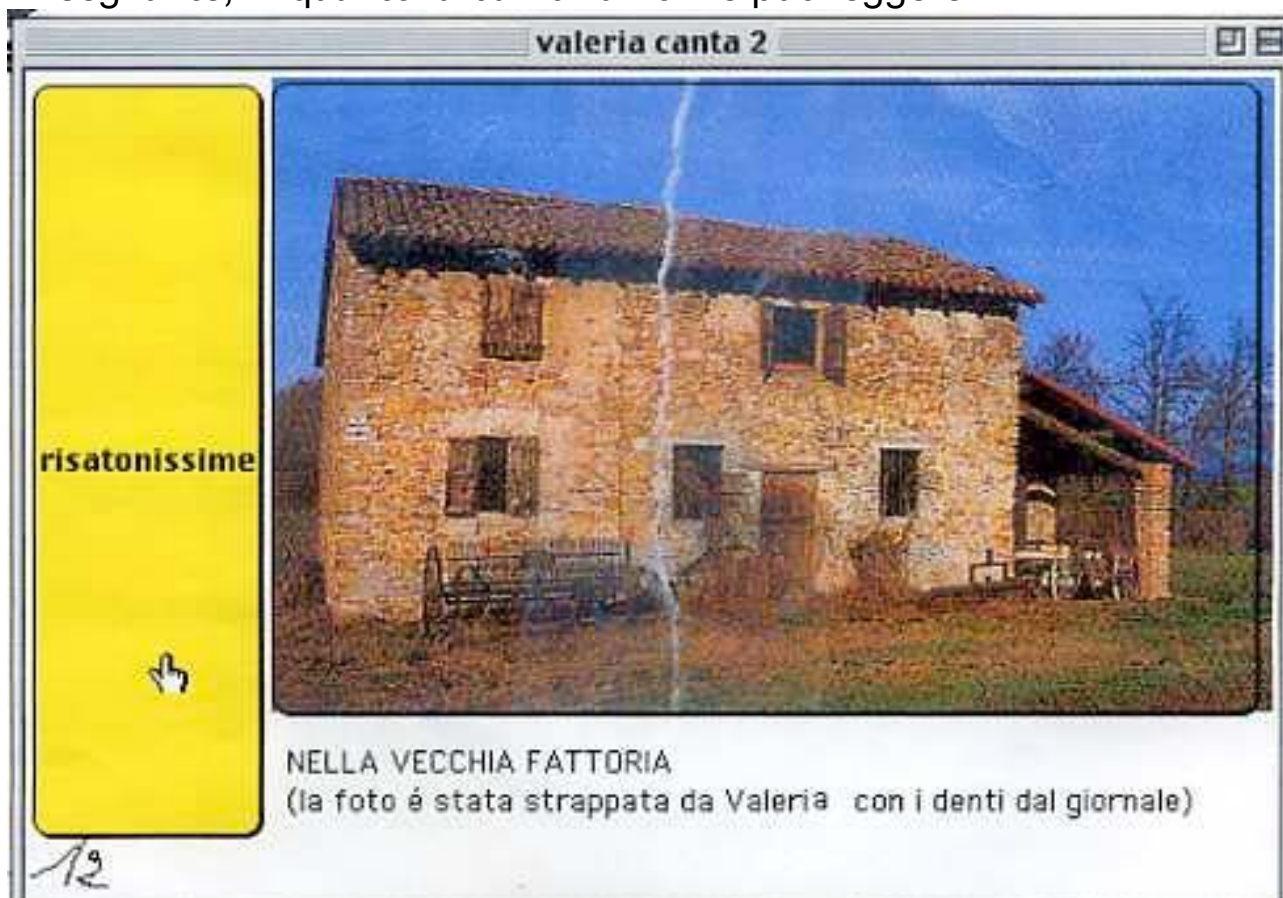 valeria canta 2
risatonissime
NELLA VECCHIA FATTORIA
(la foto é stata strappata da Valeria con i denti dal giornale)
12